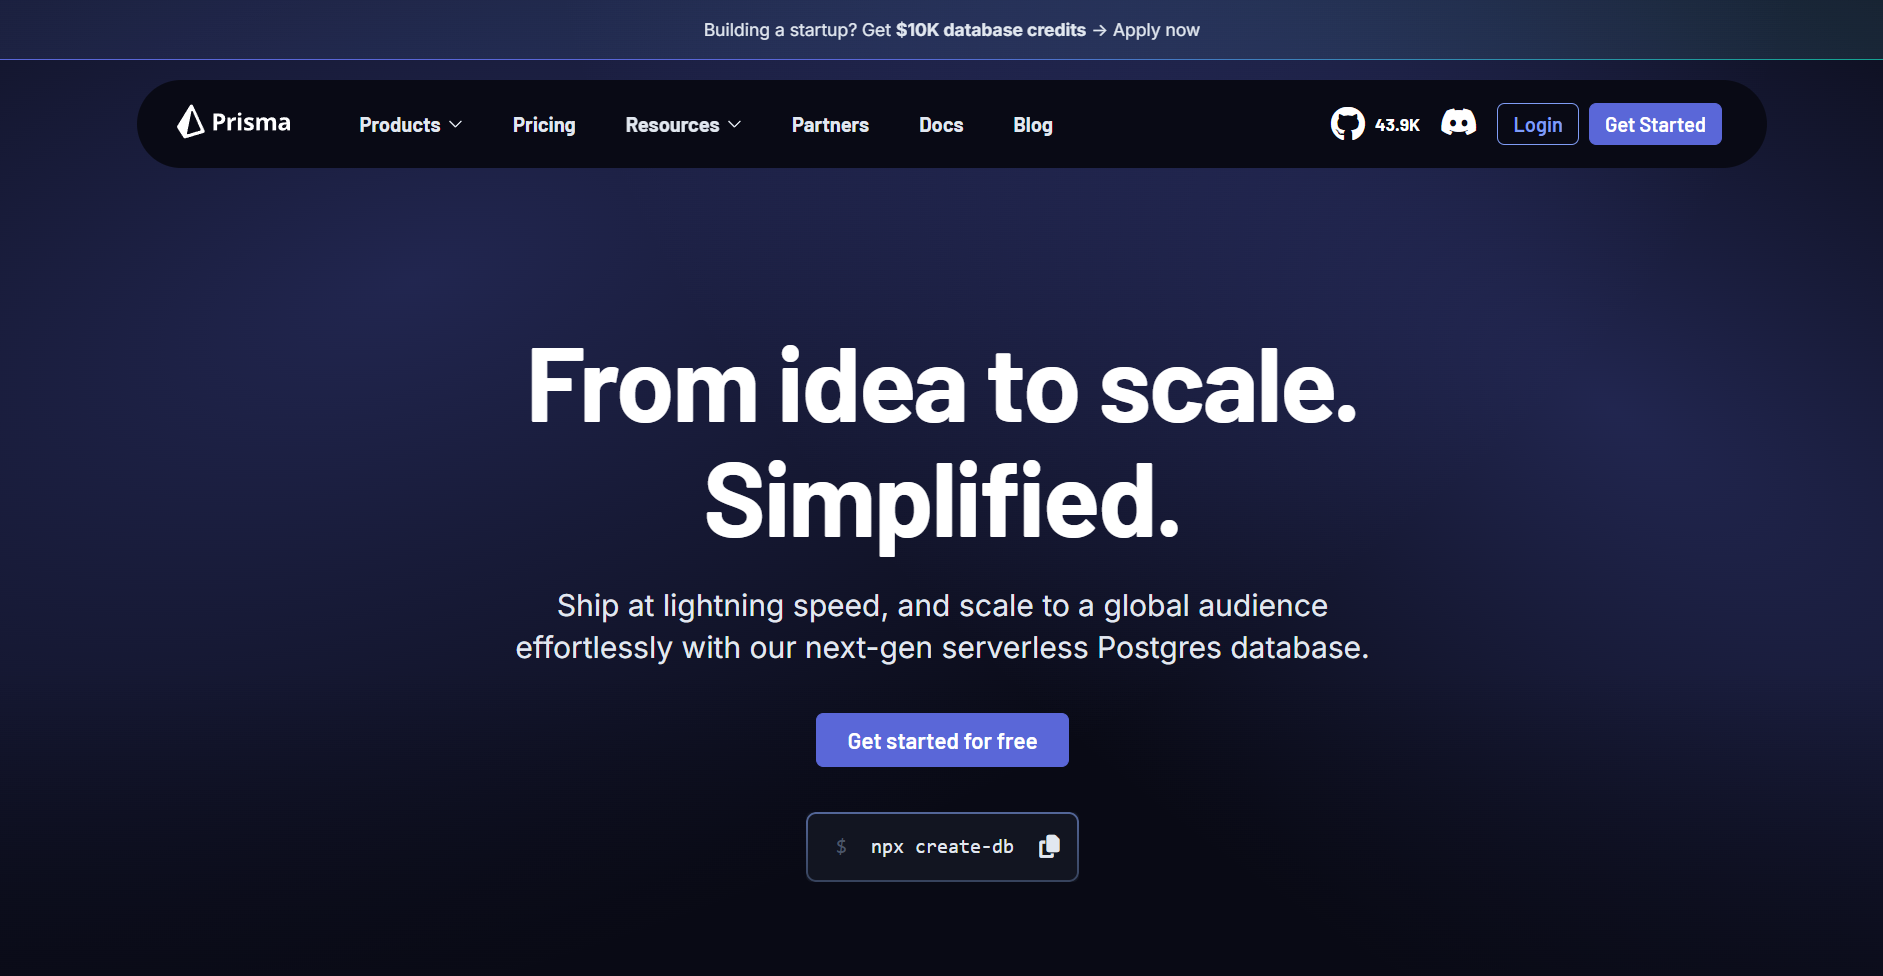 Building a startup? Get $10K database credits → Apply now
Prisma Products Pricing Resources Partners Docs Blog 43.9K Login Get Started
From idea to scale.
Simplified.
Ship at lightning speed, and scale to a global audience
effortlessly with our next-gen serverless Postgres database.
Get started for free
$ npx create-db